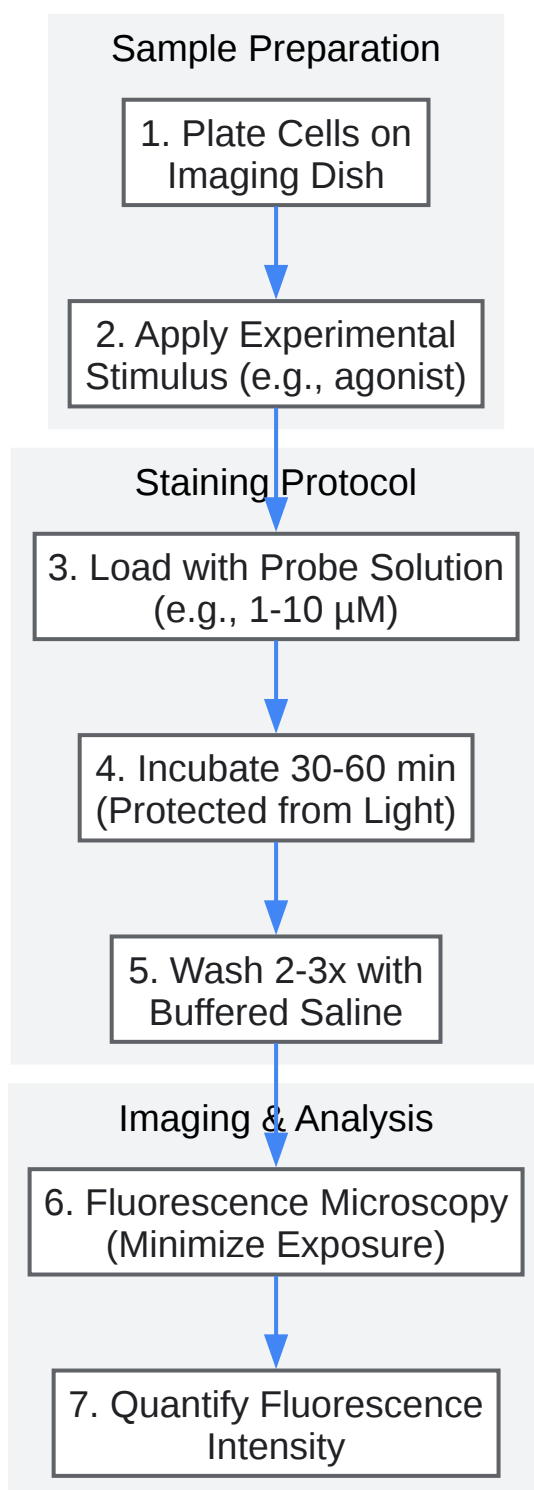 Sample Preparation
1. Plate Cells on
Imaging Dish
2. Apply Experimental
Stimulus (e.g., agonist)
Staining Protocol
3. Load with Probe Solution
(e.g., 1-10 µM)
4. Incubate 30-60 min
(Protected from Light)
5. Wash 2-3x with
Buffered Saline
Imaging & Analysis
6. Fluorescence Microscopy
(Minimize Exposure)
7. Quantify Fluorescence
Intensity